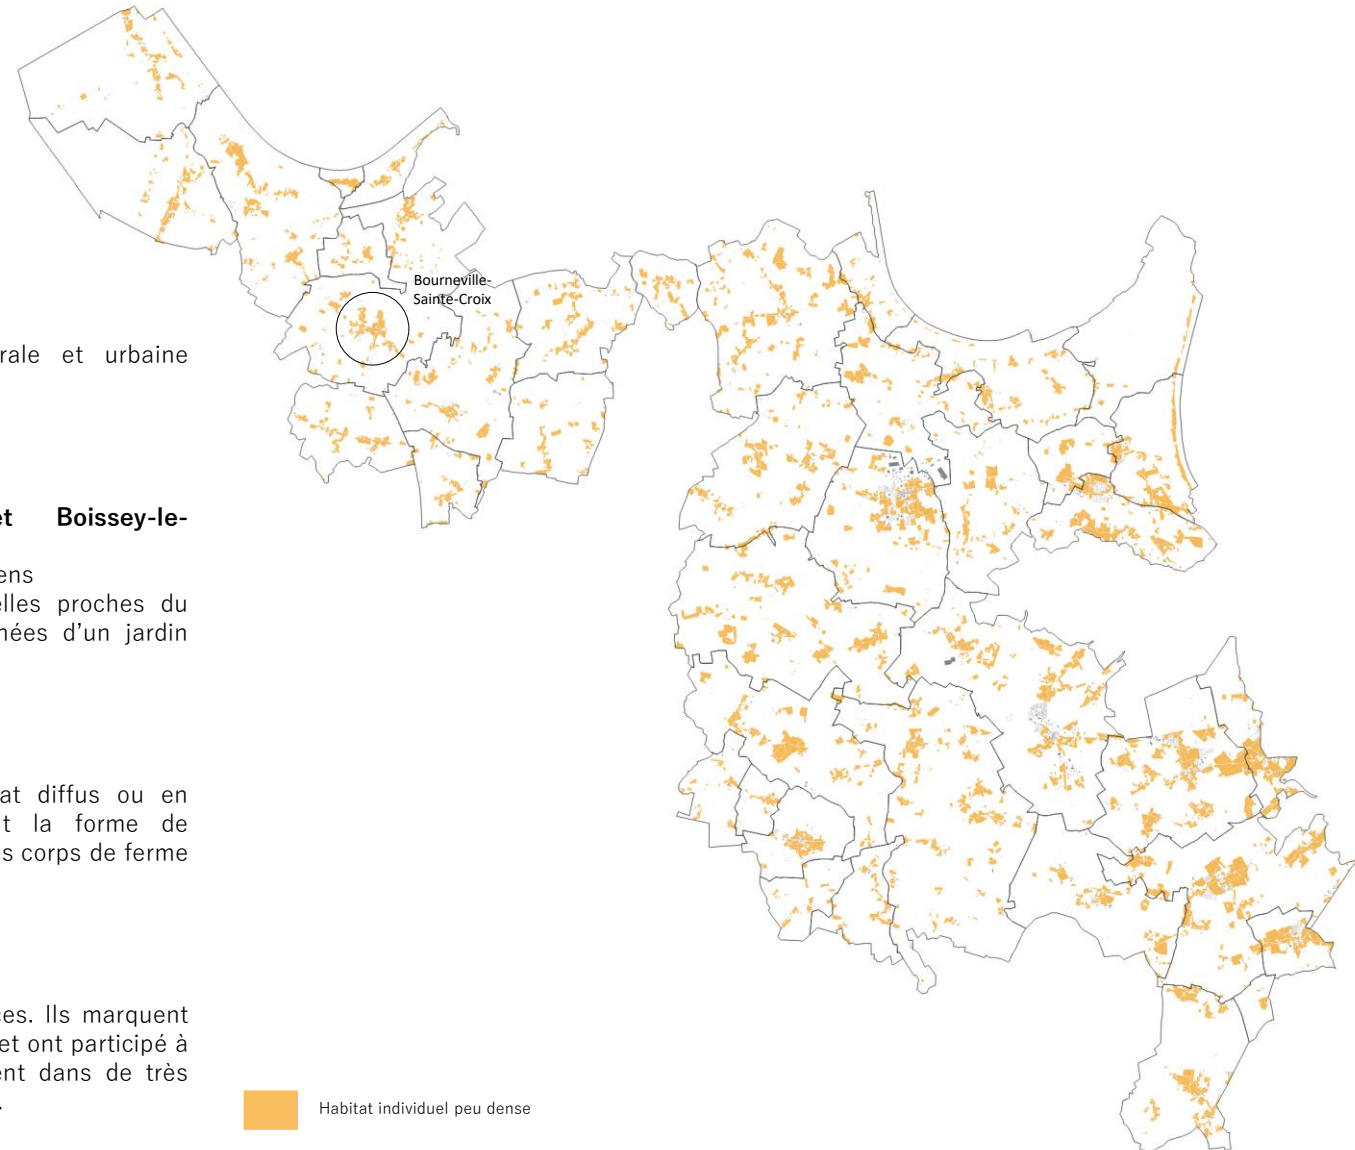 rale et urbaine
et Boissey-le-
ens
elles proches du
nées d'un jardin
at diffus ou en
t la forme de
s corps de ferme
ces. Ils marquent
et ont participé à
ent dans de très
.
Bourneville-
Sainte-Croix
Habitat individuel peu dense